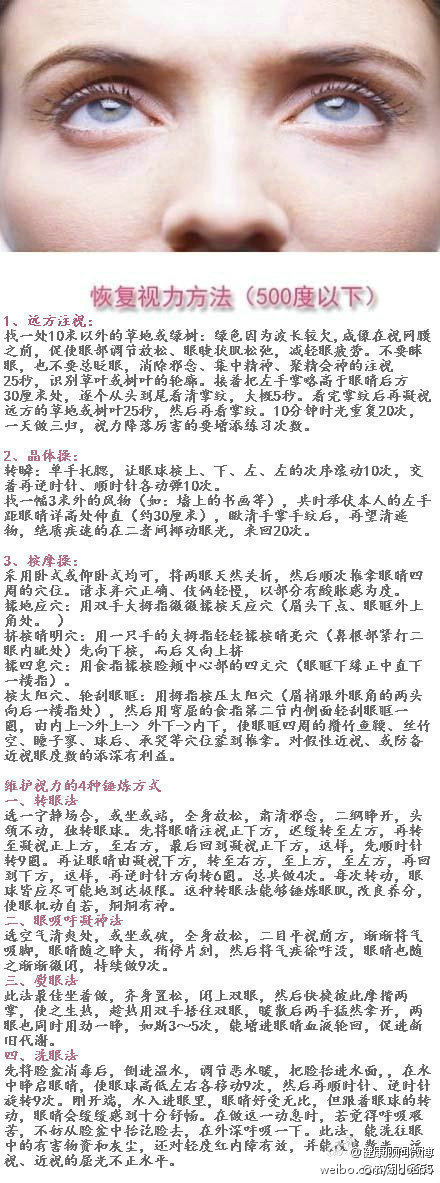 恢复视力方法（500度以下）
1、远方注视：
找一处10米以外的草地或绿树：绿色因为波长较欠，成像在视网膜
之前，促使眼部调节放松、眼睫状肌松弛，减轻眼疲劳。不要眯
眼，也不要总眨眼，消除邪念、集中精神、聚精会神的注视
25秒，识别草叶或树叶的轮廓。接着把左手掌略高于眼睛后方
30厘米处，逐个从头到尾看清掌纹，大概5秒。看完掌纹后再凝视
远方的草地或树叶25秒，然后再看掌纹。10分钟时光重复20次，
一天做三归，视力降落厉害的要增添练习次数。
2、晶体操：
转睛：单手托腮，让眼球按上、下、左、左的次序滚动10次，交
着再逆时针、顺时针各动弹10次。
找一幅3米外的风物（如：墙上的书画等），共时举伏本人的左手
距眼睛详高处伸直（约30厘米），瞅清手掌手纹后，再望清遥
物，绝质疾速的在二者间挪动眼光，来回20次。
3、按摩操：
采用卧式或仰卧式均可，将两眼天然关折，然后顺次推拿眼睛四
周的穴位。请求弄穴正确、伎俩轻慢，以部分有酸胀感为度。
揉地应穴：用双手大拇指微微揉按天应穴（眉头下点、眼眶外上
角处。）
挤按晴明穴：用一只手的大拇指轻轻揉按晴亮穴（鼻根部紧打二
眼内眦处）先向下按，而后又向上挤
揉四皂穴：用食指揉按脸颊中心部的四文穴（眼眶下缘正中直下
一横指）。
按太阳穴、轮刮眼眶：用拇指按压太阳穴（眉梢跟外眼角的两头
向后一横指处），然后用穹屈的食指第二节内侧面轻刮眼眶一
圈，由内上->外上-> 外下->内下，使眼眶四周的攒竹鱼腰、丝竹
空、瞳子寥、球后、承哭等穴位蒙到推拿。对假性近视、或防备
近视眼度数的添深有利益。
维护视力的4种锤炼方式
一、转眼法
选一宁静场合，或坐或站，全身放松，肃清邪念，二纲睁开，头
颈不动，独转眼球。先将眼睛注视正下方，迟缓转至左方，再转
至凝视正上方，至右方，最后回到凝视正下方，这样，先顺时针
转9圈。再让眼睛由凝视下方，转至右方，至上方，至左方，再回
到下方，这样，再逆时针方向转6圈。总共做4次。每次转动，眼
球皆应尽可能地到达极限。这种转眼法能够锤炼眼肌，改良养分，
使眼机动自若，炯炯有神。
二、眼吸呼凝神法
选空气清爽处，或坐或破，全身放松，二目平视前方，渐渐将气
吸脚，眼睛随之睁大，稍停片刻，然后将气疾徐呼没，眼睛也随
之渐渐微闭，持续做9次。
三、熨眼法
此法最佳坐着做，齐身置松，闭上双眼，然后快捷彼此摩揩两
掌，使之生热，趁热用双手捂住双眼，暖散后两手猛然拿开，两
眼也同时用劲一睁，如斯3～5次，能增进眼睛血液轮回，促进新
旧代谢。
四、洗眼法
先将脸盆消毒后，倒进温水，调节恶水暖，把脸抬进水面，，在水
中睁启眼睛，使眼球高低左右各移动9次，然后再顺时针、逆时针
旋转9次。刚开端，水入进眼里，眼睛好受无比，但跟着眼球的转
动，眼睛会缓缓感到十分舒畅。在做这一动息时，若觉得呼吸艰
苦，不妨从脸盆中抬讫脸去，在外深呼吸一下。此法，能洗往眼
中的有害物资和灰尘，还对轻度红内障有效，并能
视、近视的屈光不正水平。
@健康顾问微博
weibo.com